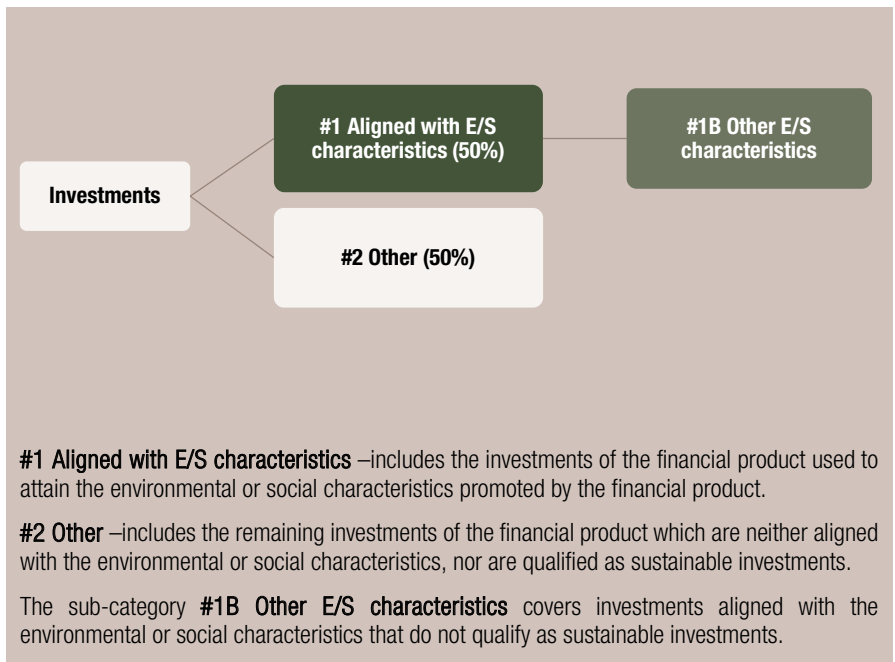 #1 Aligned with E/S
characteristics (50%)
#1B Other E/S
characteristics
Investments
#2 Other (50%)
#1 Aligned with E/S characteristics –includes the investments of the financial product used to
attain the environmental or social characteristics promoted by the financial product.
#2 Other –includes the remaining investments of the financial product which are neither aligned
with the environmental or social characteristics, nor are qualified as sustainable investments.
The sub-category #1B Other E/S characteristics covers investments aligned with the
environmental or social characteristics that do not qualify as sustainable investments.